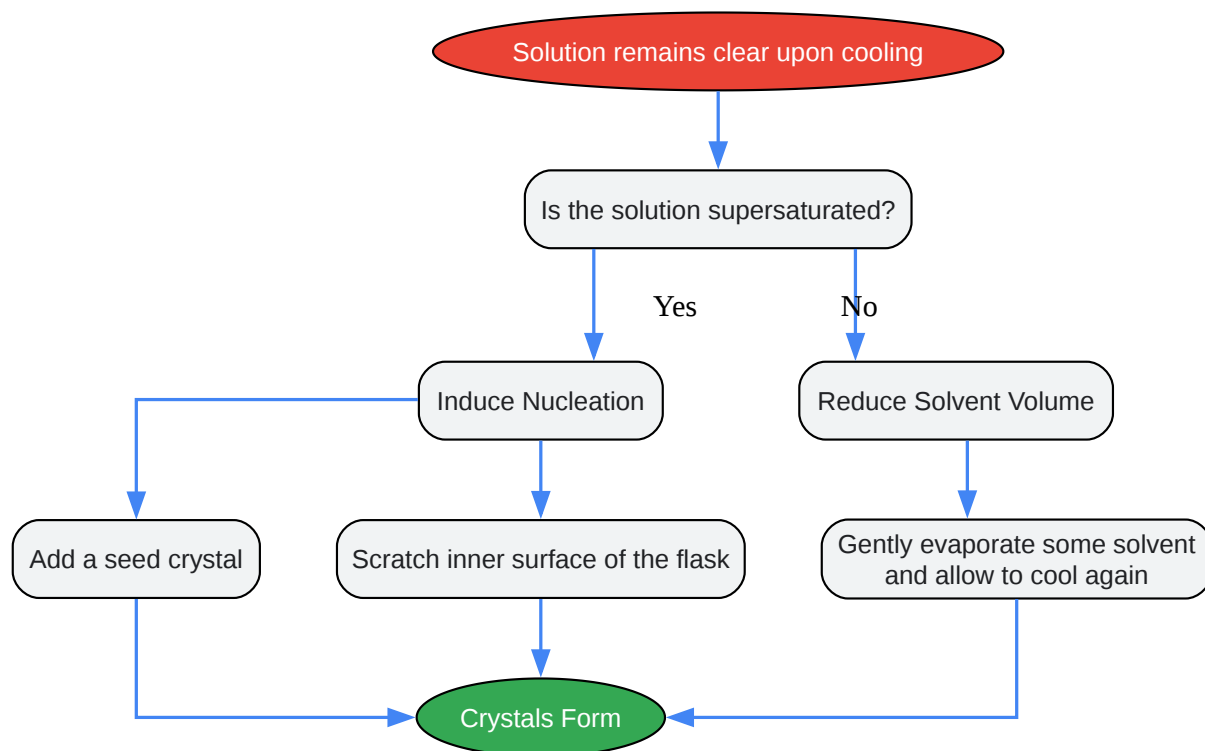 Solution remains clear upon cooling
Is the solution supersaturated?
Yes
No
Induce Nucleation
Reduce Solvent Volume
Add a seed crystal
Scratch inner surface of the flask
Gently evaporate some solvent
and allow to cool again
Crystals Form